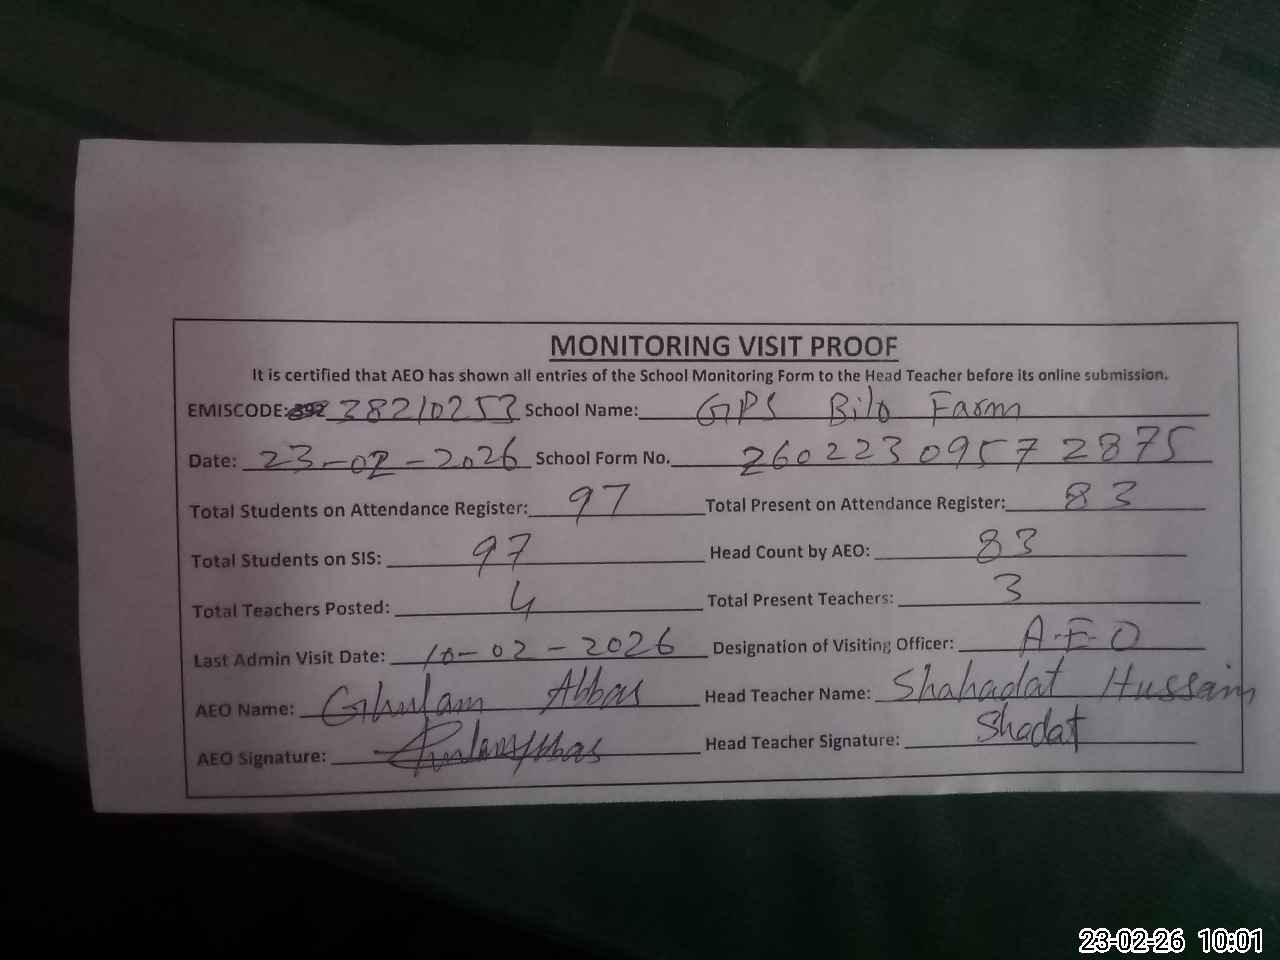 MONITORING VISIT PROOF
It is certified that AEO has shown all entries of the School Monitoring Form to the Head Teacher before its online submission.
EMISCODE: 38210253 School Name: GPS Bilo Farm
Date: 23-02-2026 School Form No. 2602230957 2875
Total Students on Attendance Register: 97 Total Present on Attendance Register: 83
Total Students on SIS: 97 Head Count by AEO: 83
Total Teachers Posted: 4 Total Present Teachers: 3
Last Admin Visit Date: 10-02-2026 Designation of Visiting Officer: A-E-O
AEO Name: Ghulam Abbas Head Teacher Name: Shahadat Hussain
AEO Signature: Head Teacher Signature: Shadat
23-02-26 10:01